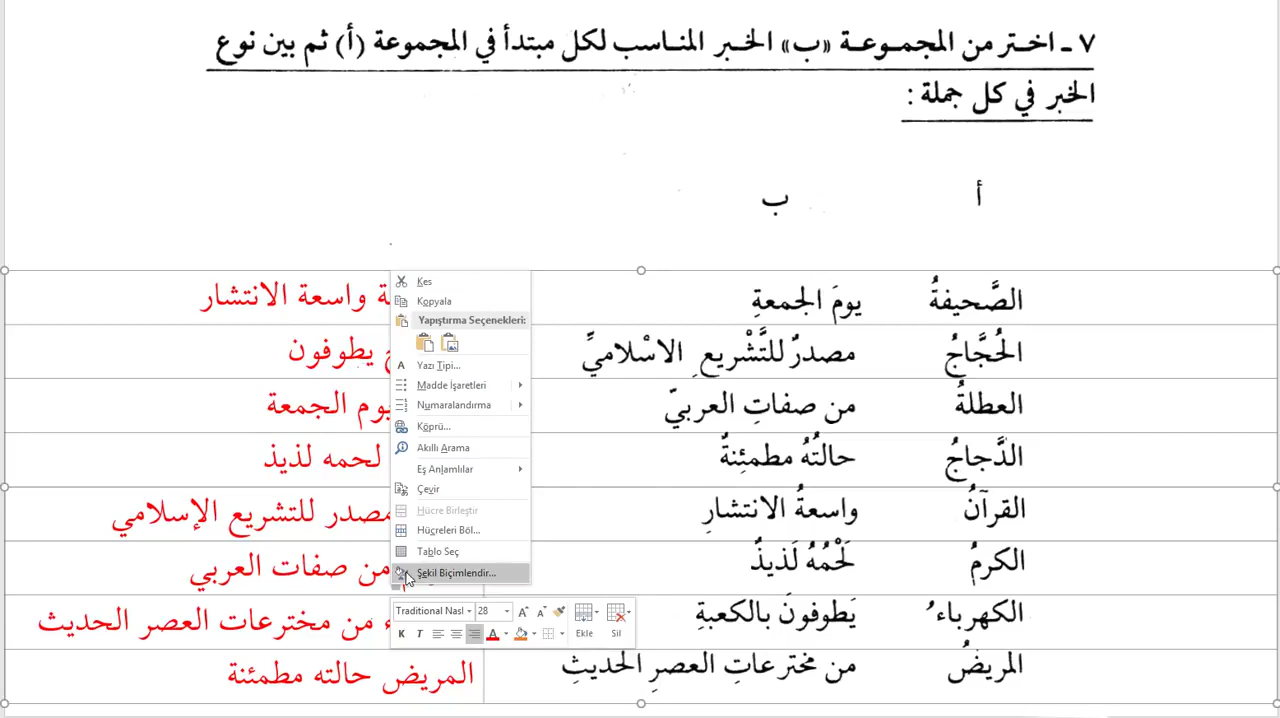 ٧ ـ اختر من المجموعة «ب» الخبر المناسب لكل مبتدأ في المجموعة (أ) ثم بين نوع
الخبر في كل جملة :
أ ب
الصَّحيفةُ يومَ الجمعةِ واسعة الانتشار
الحُجَّاجُ مصدرٌ للتَّشْريعِ الاسْلاميِّ يطوفون
العطلةُ من صفاتِ العربيّ يوم الجمعة
الدَّجاجُ حالتُهُ مطمئِنةٌ لحمه لذيذ
القرآنُ واسعةُ الانتشارِ مصدر للتشريع الإسلامي
الكرمُ لَحْمُهُ لَذيذٌ من صفات العربي
الكهرباءُ يَطوفونَ بالكعبةِ من مخترعات العصر الحديث
المريضُ من مخترعاتِ العصرِ الحديثِ المريض حالته مطمئنة
Kes
Kopyala
Yapıştırma Seçenekleri:
Yazı Tipi...
Madde İşaretleri
Numaralandırma
Köprü...
Akıllı Arama
Eş Anlamlılar
Çevir
Hücre Birleştir
Hücreleri Böl...
Tablo Seç
Şekil Biçimlendir...
Traditional Nasl 28
K T A Ekle Sil